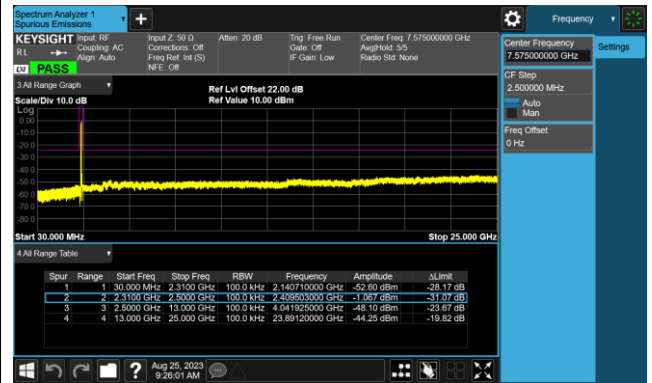 Spectrum Analyzer 1
Spurious Emissions
+
Frequency
KEYSIGHT Input: RF Input Z: 50 Ω Atten: 20 dB Trig: Free Run Center Freq: 7.575000000 GHz
RL Coupling: AC Corrections: Off Gate: Off Avg|Hold: 5/5
Align: Auto Freq Ref: Int (S) IF Gain: Low Radio Std: None
NFE: Off
LXI PASS
Center Frequency
7.575000000 GHz
Settings
CF Step
2.500000 MHz
Auto
Man
Freq Offset
0 Hz
3 All Range Graph
Ref Lvl Offset 22.00 dB
Scale/Div 10.0 dB Ref Value 10.00 dBm
Log
0.00
-10.0
-20.0
-30.0
-40.0
-50.0
-60.0
-70.0
-80.0
Start 30.000 MHz Stop 25.000 GHz
4 All Range Table
Spur Range Start Freq Stop Freq RBW Frequency Amplitude ΔLimit
1 1 30.000 MHz 2.3100 GHz 100.0 kHz 2.140710000 GHz -52.60 dBm -28.17 dB
2 2 2.3100 GHz 2.5000 GHz 100.0 kHz 2.409503000 GHz -1.067 dBm -31.07 dB
3 3 2.5000 GHz 13.000 GHz 100.0 kHz 4.041925000 GHz -48.10 dBm -23.67 dB
4 4 13.000 GHz 25.000 GHz 100.0 kHz 23.89120000 GHz -44.25 dBm -19.82 dB
?
Aug 25, 2023
9:26:01 AM